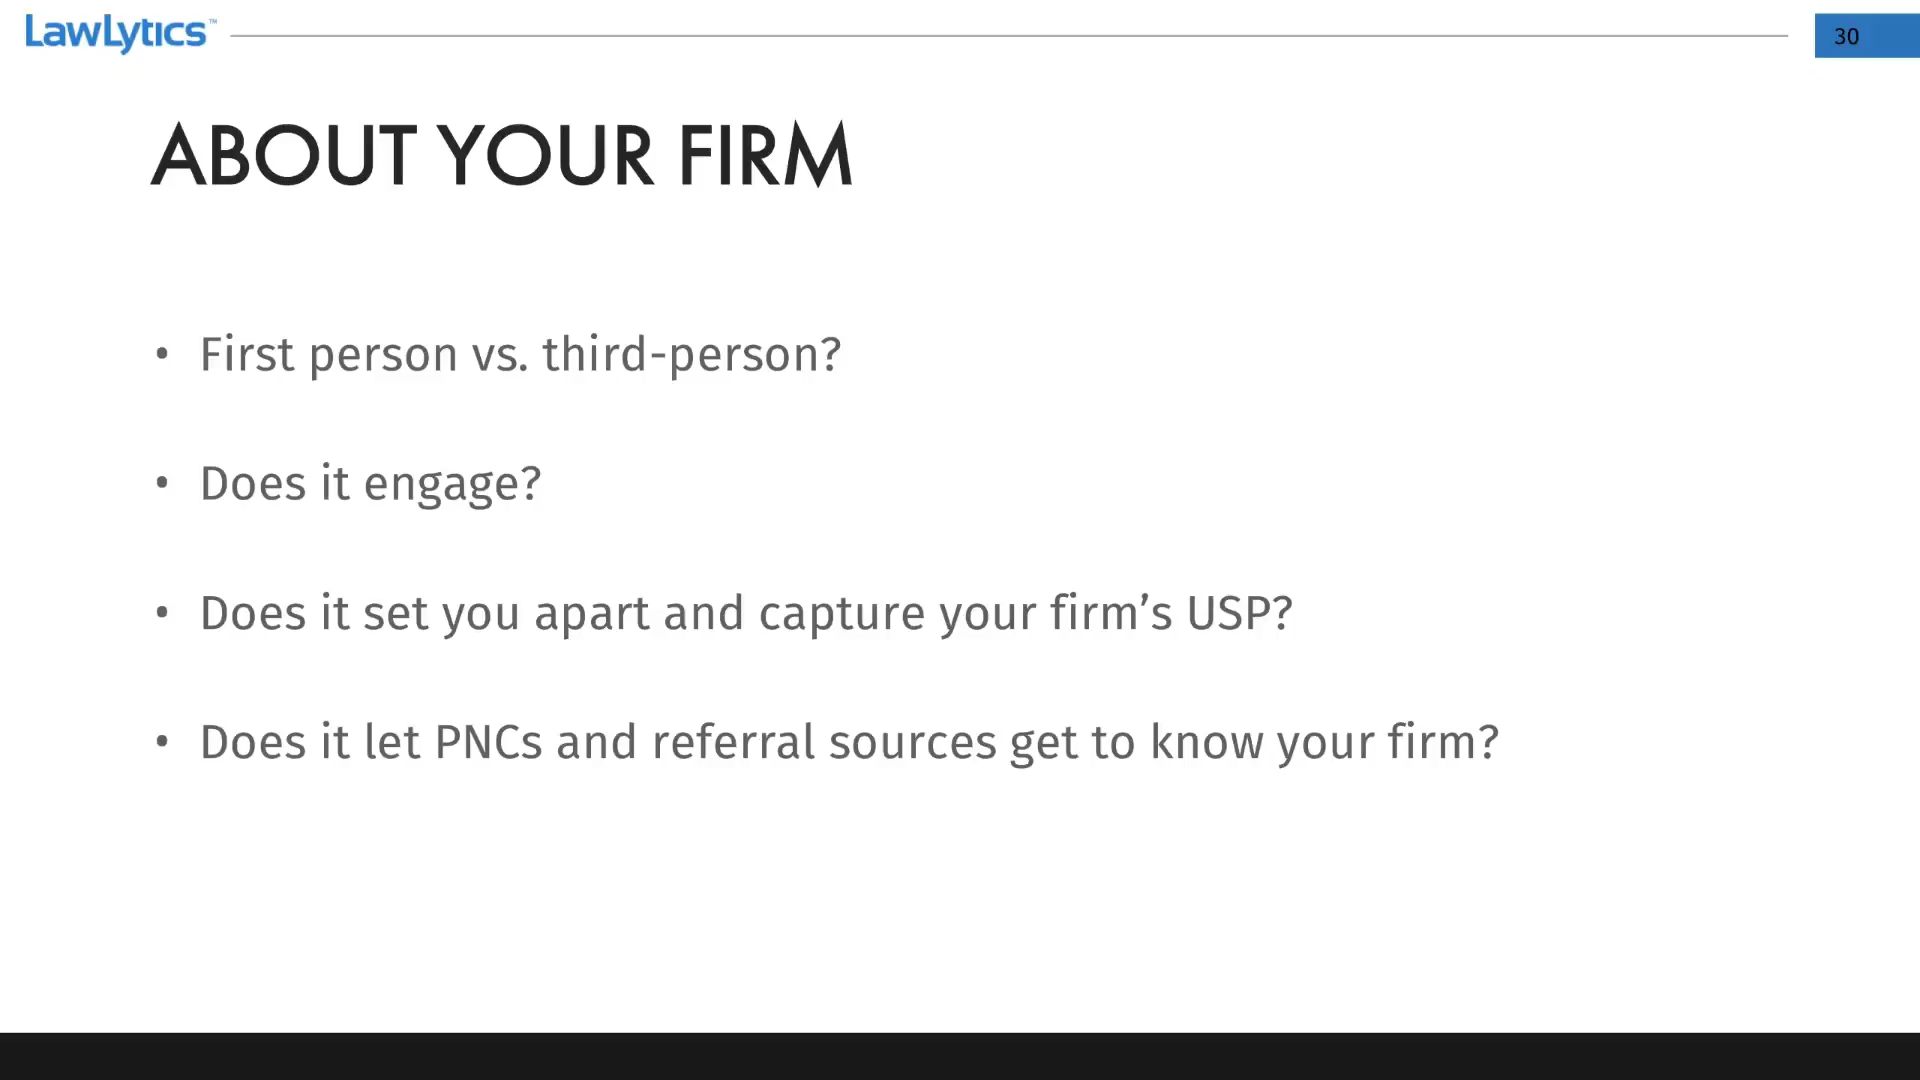 LawLytics™
30
ABOUT YOUR FIRM
• First person vs. third-person?
• Does it engage?
• Does it set you apart and capture your firm’s USP?
• Does it let PNCs and referral sources get to know your firm?